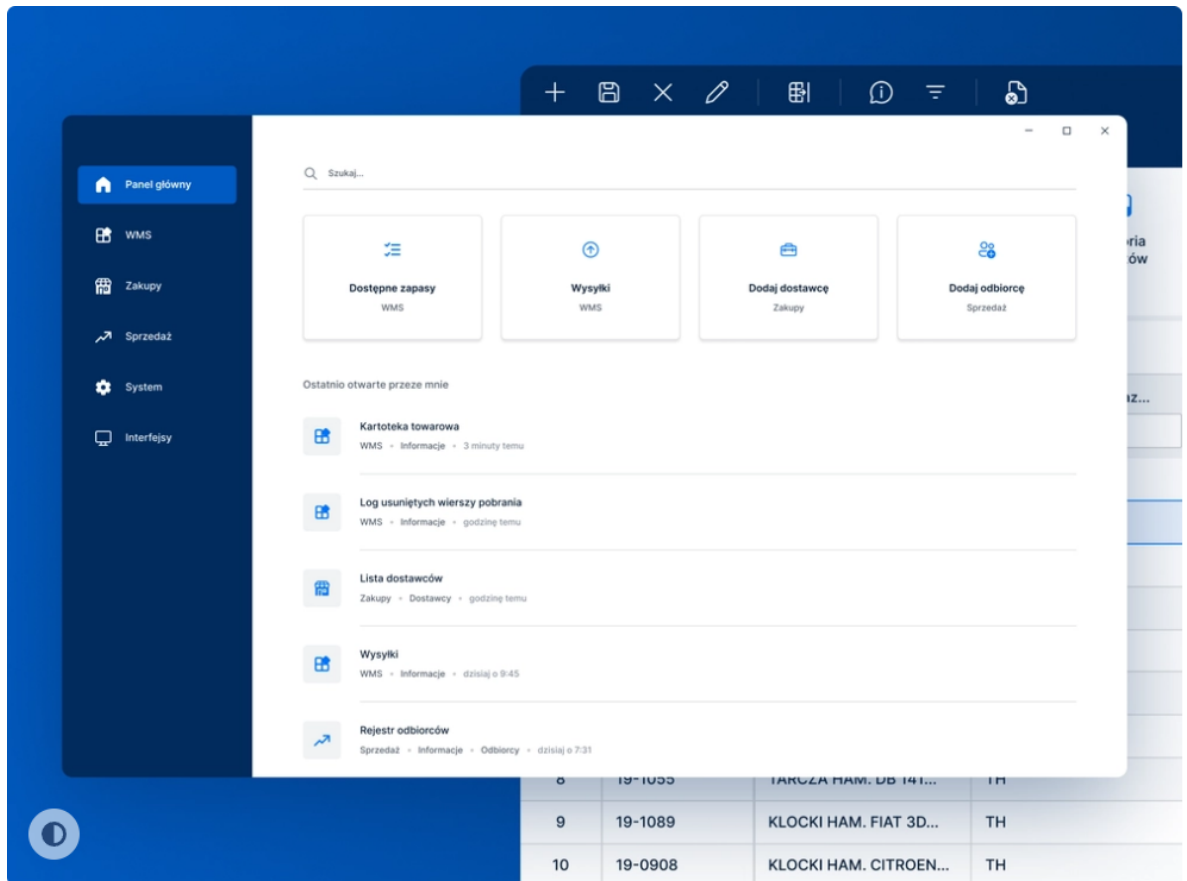 Panel główny
WMS
Zakupy
Sprzedaż
System
Interfejsy
Szukaj...
Dostępne zapasy
WMS
Wysyłki
WMS
Dodaj dostawcę
Zakupy
Dodaj odbiorcę
Sprzedaż
Ostatnio otwarte przeze mnie
Kartoteka towarowa
WMS • Informacje • 3 minuty temu
Log usuniętych wierszy pobrania
WMS • Informacje • godzinę temu
Lista dostawców
Zakupy • Dostawcy • godzinę temu
Wysyłki
WMS • Informacje • dzisiaj o 9:45
Rejestr odbiorców
Sprzedaż • Informacje • Odbiorcy • dzisiaj o 7:31
ria
ów
az...
8 19-1055 TARCZA HAM. DB 141... TH
9 19-1089 KLOCKI HAM. FIAT 3D... TH
10 19-0908 KLOCKI HAM. CITROEN... TH